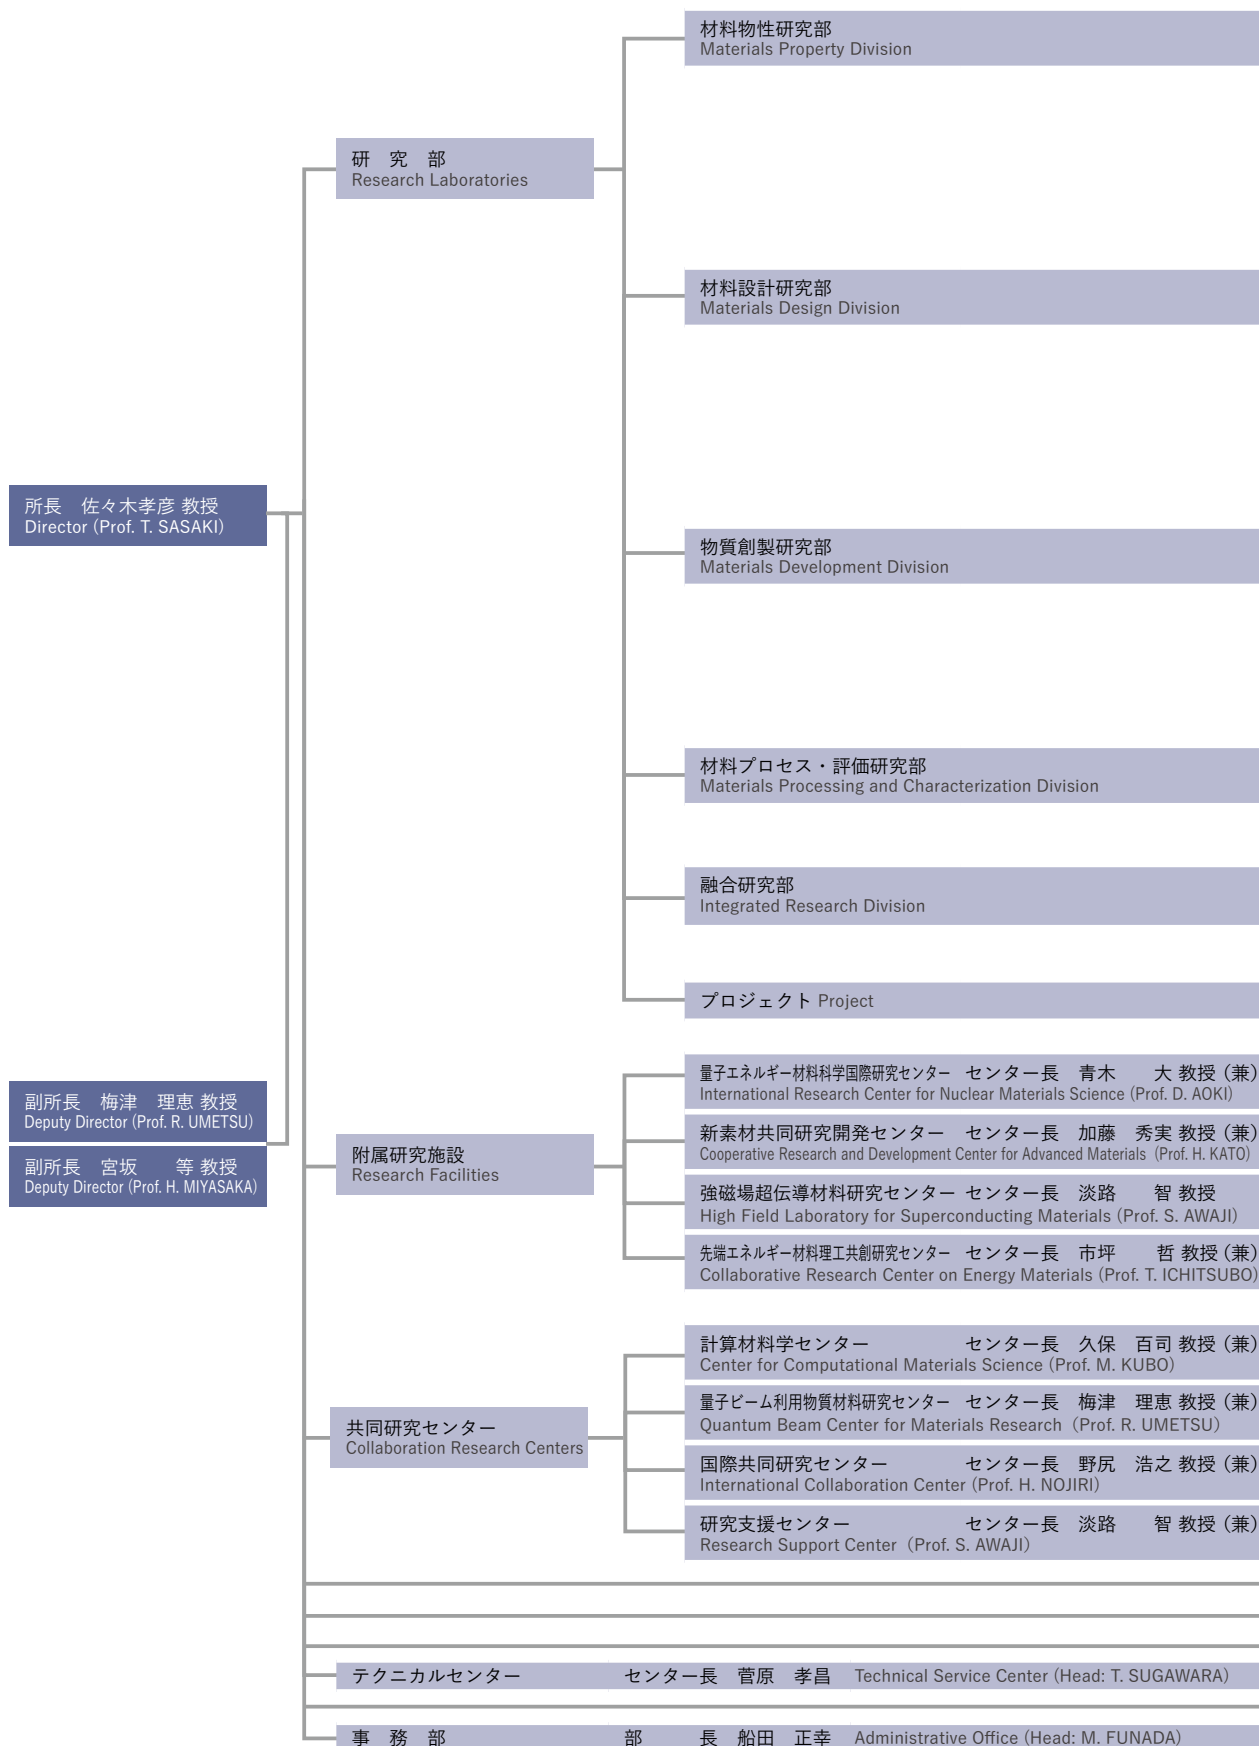 材料物性研究部
Materials Property Division
研　究　部
Research Laboratories
材料設計研究部
Materials Design Division
所長　佐々木孝彦 教授
Director (Prof. T. SASAKI)
物質創製研究部
Materials Development Division
材料プロセス・評価研究部
Materials Processing and Characterization Division
融合研究部
Integrated Research Division
プロジェクト Project
副所長　梅津　理恵 教授
Deputy Director (Prof. R. UMETSU)
副所長　宮坂　　等 教授
Deputy Director (Prof. H. MIYASAKA)
附属研究施設
Research Facilities
量子エネルギー材料科学国際研究センター　センター長　青木　　大 教授 (兼)
International Research Center for Nuclear Materials Science (Prof. D. AOKI)
新素材共同研究開発センター　センター長　加藤　秀実 教授 (兼)
Cooperative Research and Development Center for Advanced Materials (Prof. H. KATO)
強磁場超伝導材料研究センター　センター長　淡路　　智 教授
High Field Laboratory for Superconducting Materials (Prof. S. AWAJI)
先端エネルギー材料理工共創研究センター　センター長　市坪　　哲 教授 (兼)
Collaborative Research Center on Energy Materials (Prof. T. ICHITSUBO)
共同研究センター
Collaboration Research Centers
計算材料学センター　センター長　久保　百司 教授 (兼)
Center for Computational Materials Science (Prof. M. KUBO)
量子ビーム利用物質材料研究センター　センター長　梅津　理恵 教授 (兼)
Quantum Beam Center for Materials Research (Prof. R. UMETSU)
国際共同研究センター　センター長　野尻　浩之 教授 (兼)
International Collaboration Center (Prof. H. NOJIRI)
研究支援センター　センター長　淡路　　智 教授 (兼)
Research Support Center (Prof. S. AWAJI)
テクニカルセンター　センター長　菅原　孝昌　Technical Service Center (Head: T. SUGAWARA)
事　務　部　部　　長　船田　正幸　Administrative Office (Head: M. FUNADA)